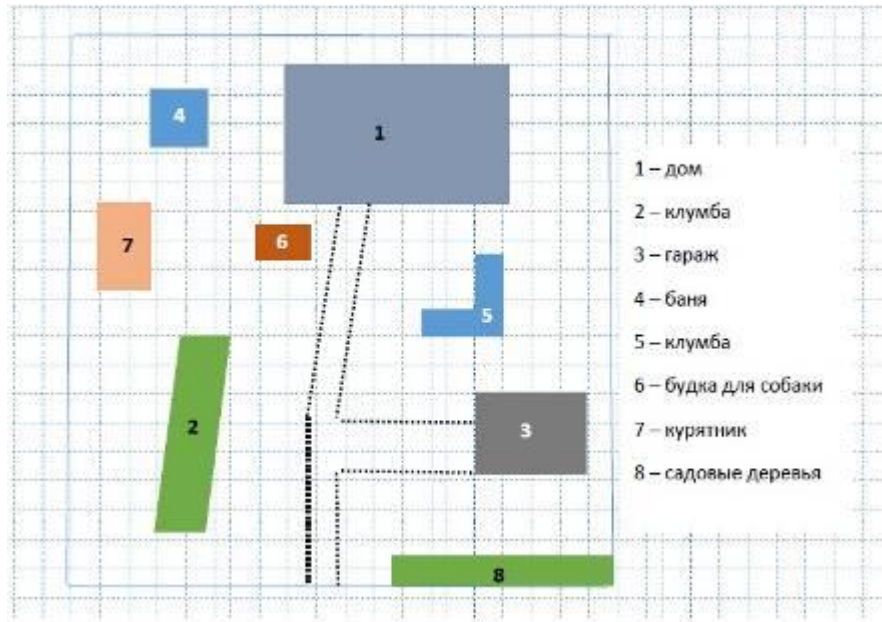 4
1
1 – дом
2 – клумба
7
6
3 – гараж
4 – баня
5
5 – клумба
6 – будка для собаки
2
3
7 – курятник
8 – садовые деревья
8